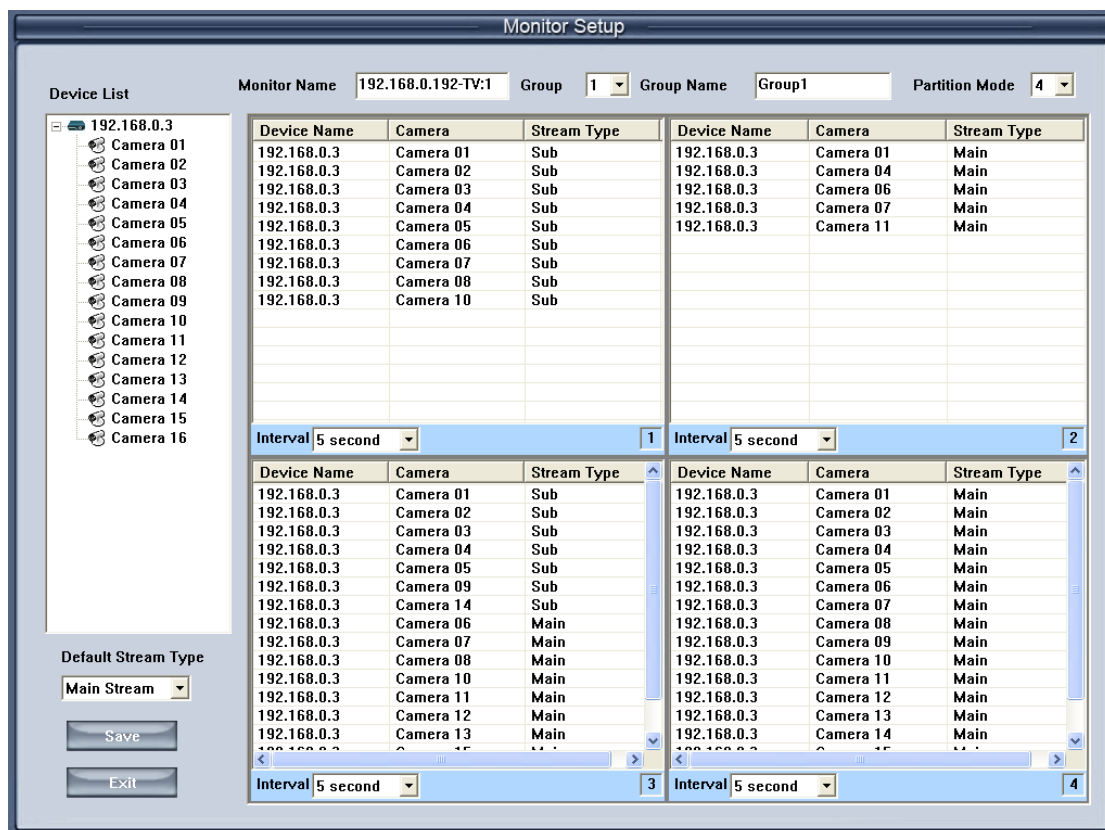 Monitor Setup
Monitor Name 192.168.0.192-TV:1 Group 1 Group Name Group1 Partition Mode 4
Device List
192.168.0.3
Camera 01
Camera 02
Camera 03
Camera 04
Camera 05
Camera 06
Camera 07
Camera 08
Camera 09
Camera 10
Camera 11
Camera 12
Camera 13
Camera 14
Camera 15
Camera 16
Default Stream Type
Main Stream
Save
Exit
Device Name Camera Stream Type
192.168.0.3 Camera 01 Sub
192.168.0.3 Camera 02 Sub
192.168.0.3 Camera 03 Sub
192.168.0.3 Camera 04 Sub
192.168.0.3 Camera 05 Sub
192.168.0.3 Camera 06 Sub
192.168.0.3 Camera 07 Sub
192.168.0.3 Camera 08 Sub
192.168.0.3 Camera 10 Sub
Interval 5 second 1
Device Name Camera Stream Type
192.168.0.3 Camera 01 Main
192.168.0.3 Camera 04 Main
192.168.0.3 Camera 06 Main
192.168.0.3 Camera 07 Main
192.168.0.3 Camera 11 Main
Interval 5 second 2
Device Name Camera Stream Type
192.168.0.3 Camera 01 Sub
192.168.0.3 Camera 02 Sub
192.168.0.3 Camera 03 Sub
192.168.0.3 Camera 04 Sub
192.168.0.3 Camera 05 Sub
192.168.0.3 Camera 09 Sub
192.168.0.3 Camera 14 Sub
192.168.0.3 Camera 06 Main
192.168.0.3 Camera 07 Main
192.168.0.3 Camera 08 Main
192.168.0.3 Camera 10 Main
192.168.0.3 Camera 11 Main
192.168.0.3 Camera 12 Main
192.168.0.3 Camera 13 Main
Interval 5 second 3
Device Name Camera Stream Type
192.168.0.3 Camera 01 Main
192.168.0.3 Camera 02 Main
192.168.0.3 Camera 03 Main
192.168.0.3 Camera 04 Main
192.168.0.3 Camera 05 Main
192.168.0.3 Camera 06 Main
192.168.0.3 Camera 07 Main
192.168.0.3 Camera 08 Main
192.168.0.3 Camera 09 Main
192.168.0.3 Camera 10 Main
192.168.0.3 Camera 11 Main
192.168.0.3 Camera 12 Main
192.168.0.3 Camera 13 Main
192.168.0.3 Camera 14 Main
Interval 5 second 4